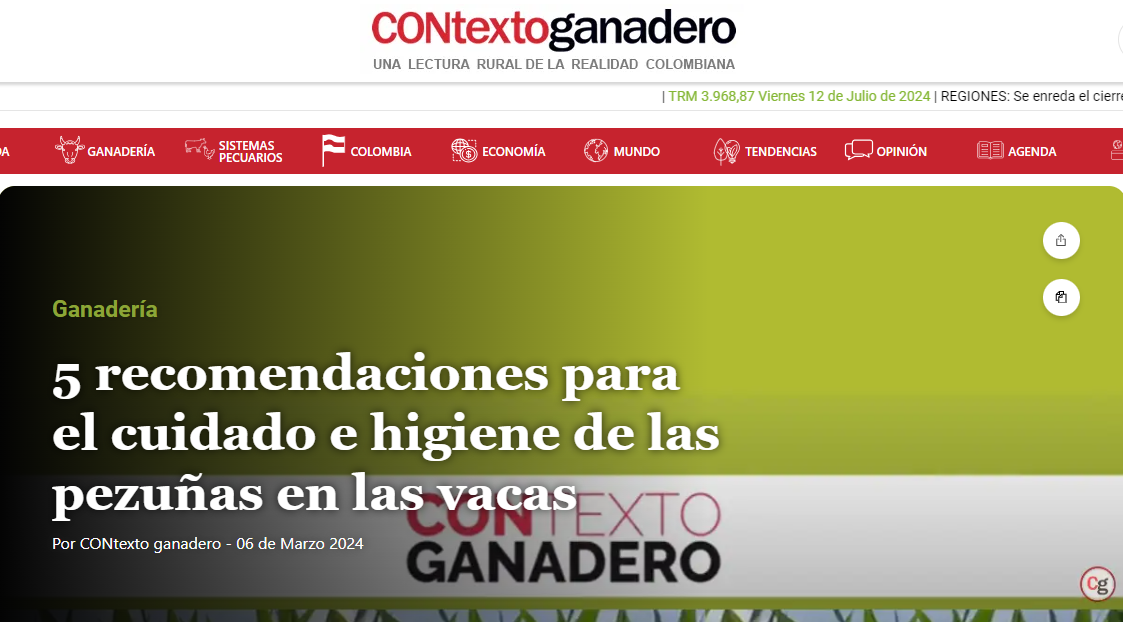 CONtextoganadero
UNA LECTURA RURAL DE LA REALIDAD COLOMBIANA
| TRM 3.968,87 Viernes 12 de Julio de 2024 | REGIONES: Se enreda el cierre
DA
GANADERÍA
SISTEMAS
PECUARIOS
COLOMBIA
ECONOMÍA
MUNDO
TENDENCIAS
OPINIÓN
AGENDA
Ganadería
5 recomendaciones para
el cuidado e higiene de las
pezuñas en las vacas
CONTEXTO
GANADERO
Por CONtexto ganadero - 06 de Marzo 2024
Cg